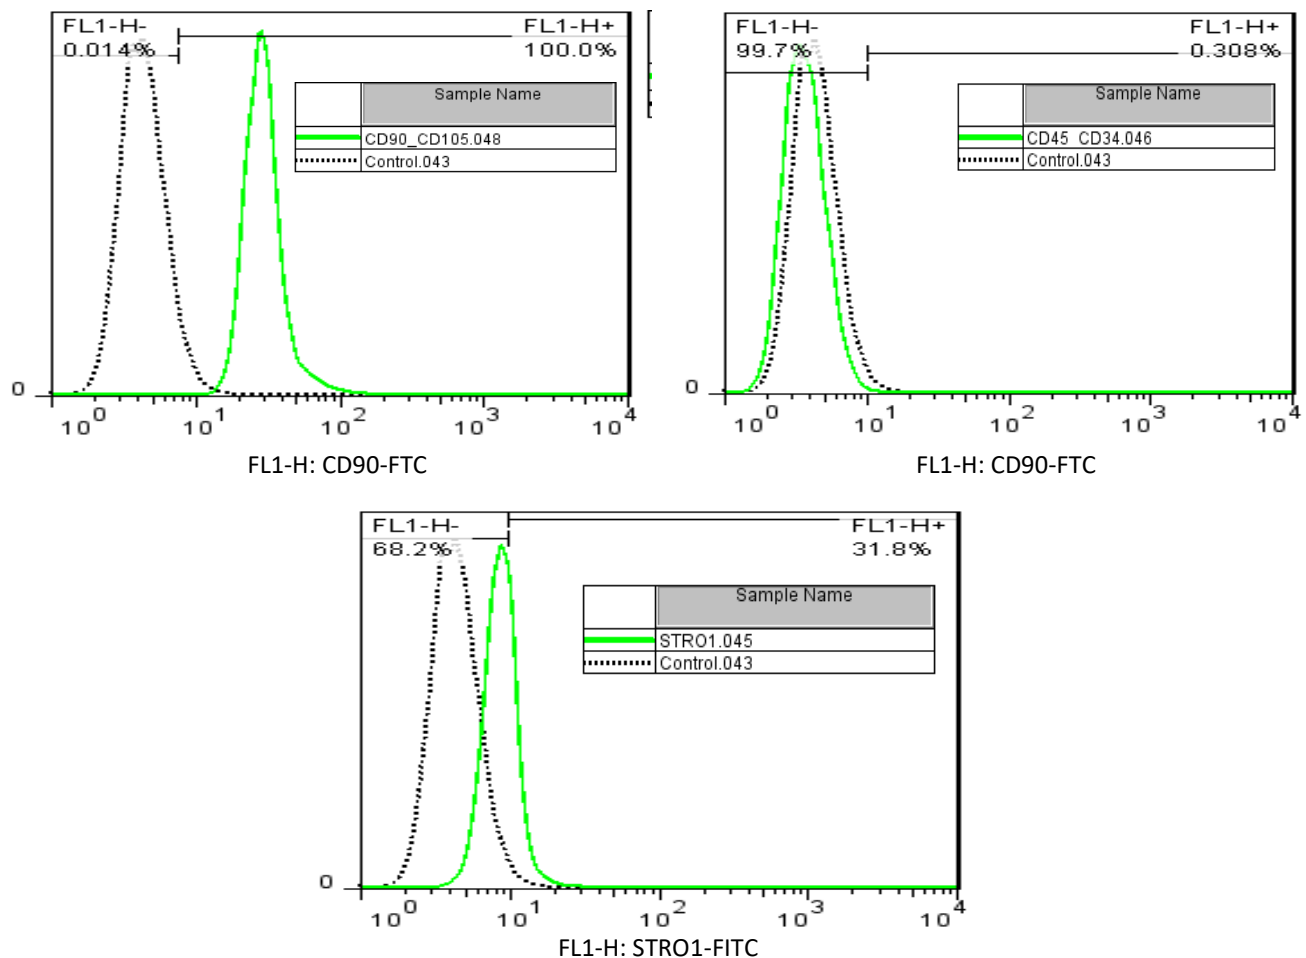 FL1-H-
0.014%
FL1-H+
100.0%
Sample Name
CD90_CD105.048
Control.043
0
10^0 10^1 10^2 10^3 10^4
FL1-H: CD90-FTC
FL1-H-
99.7%
FL1-H+
0.308%
Sample Name
CD45 CD34.046
Control.043
0
10^0 10^1 10^2 10^3 10^4
FL1-H: CD90-FTC
FL1-H-
68.2%
FL1-H+
31.8%
Sample Name
STRO1.045
Control.043
0
10^0 10^1 10^2 10^3 10^4
FL1-H: STRO1-FITC